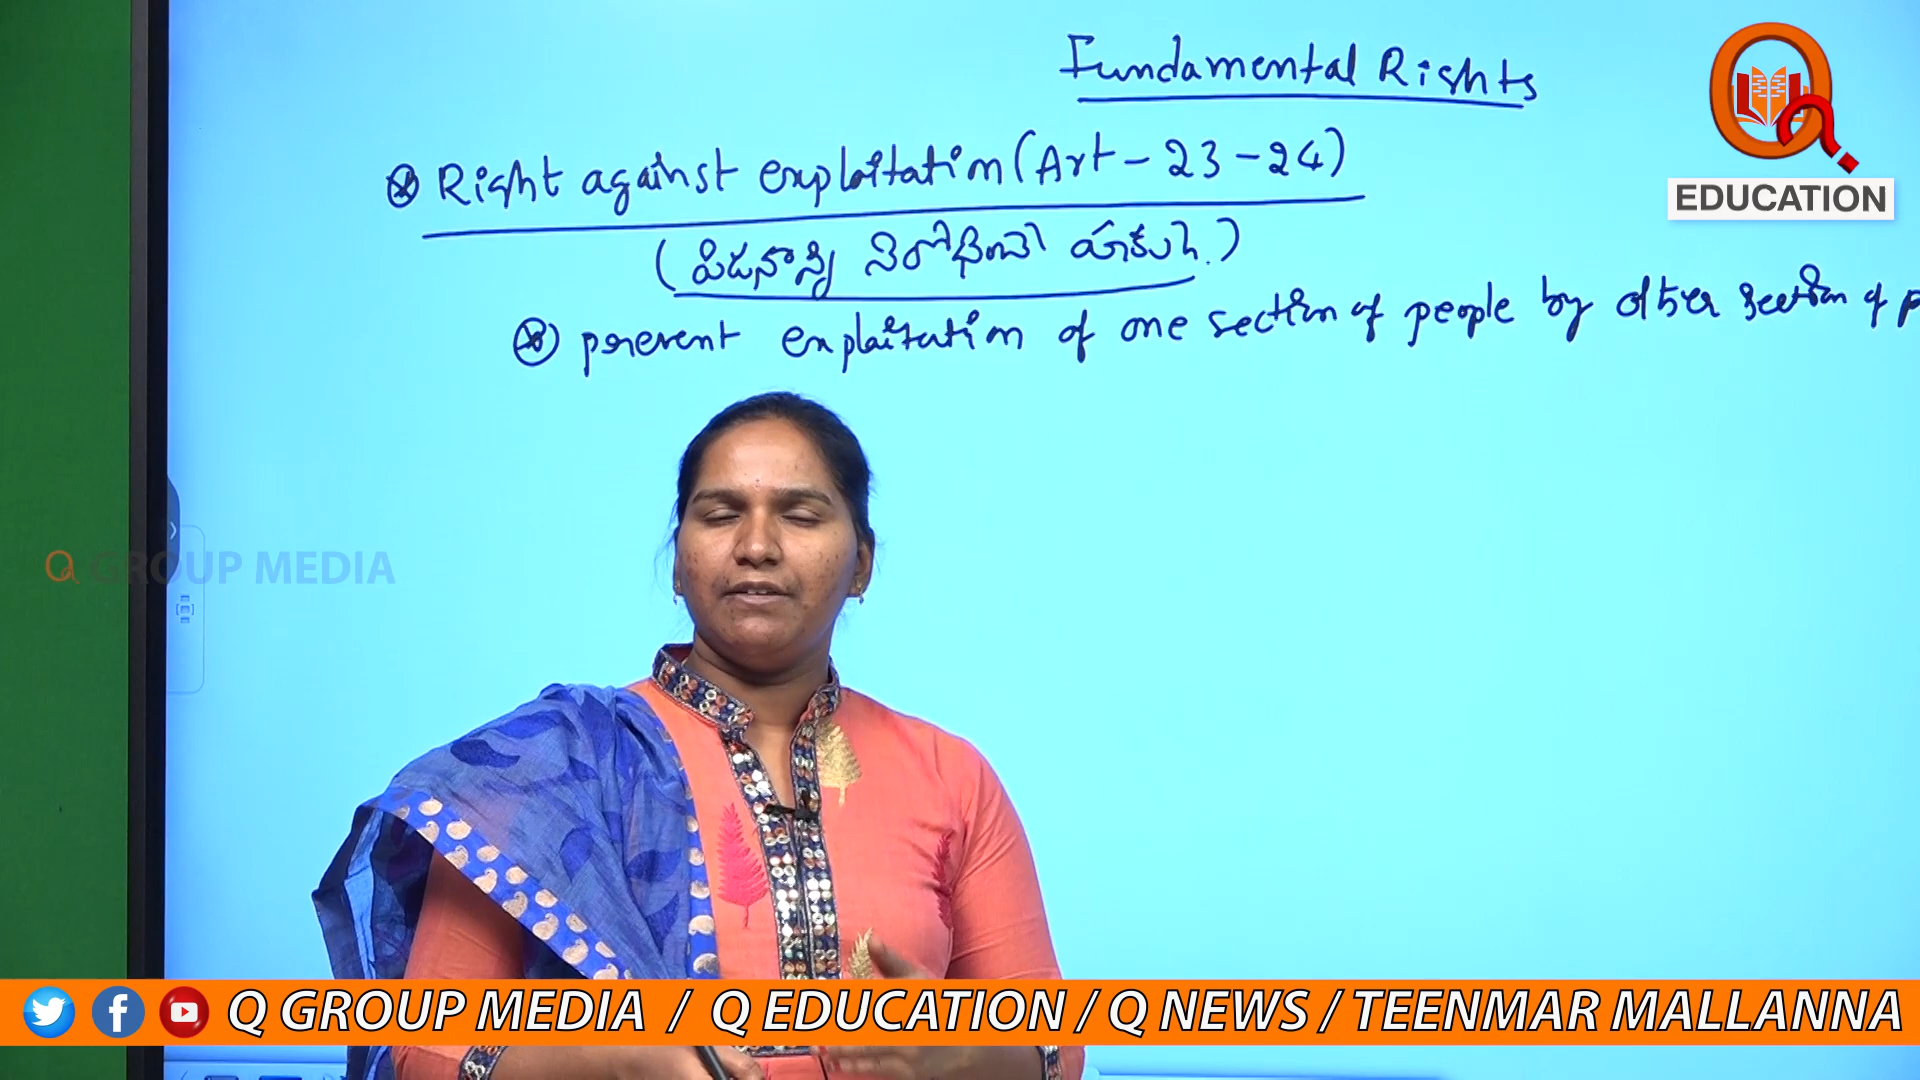 Fundamental Rights
Right against exploitation (Art - 23 - 24)
(పీడనాన్ని నిరోధించే హక్కు.)
prevent exploitation of one section of people by other section of p
EDUCATION
Q GROUP MEDIA
Q GROUP MEDIA / Q EDUCATION / Q NEWS / TEENMAR MALLANNA